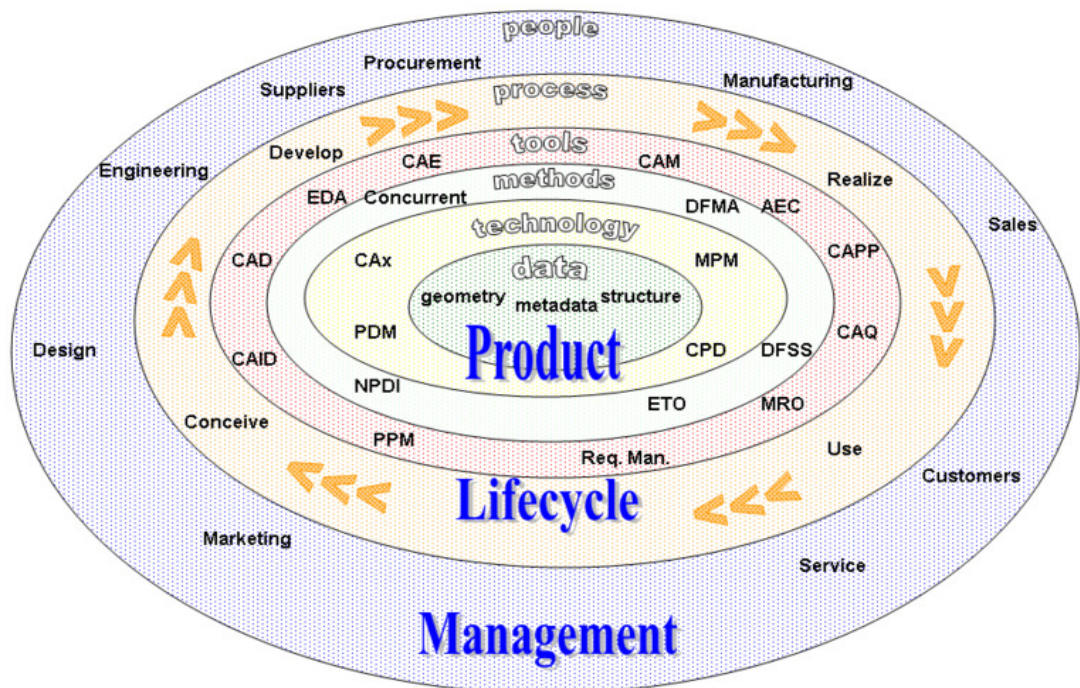 people
Procurement
Manufacturing
Suppliers
process
Develop
tools
CAE
CAM
Engineering
methods
Realize
EDA
Concurrent
DFMA
AEC
technology
Sales
CAD
CAx
data
MPM
CAPP
geometry
metadata
structure
PDM
Product
CPD
DFSS
CAQ
Design
CAID
NPDI
ETO
MRO
Conceive
PPM
Req. Man.
Use
Customers
Lifecycle
Marketing
Service
Management